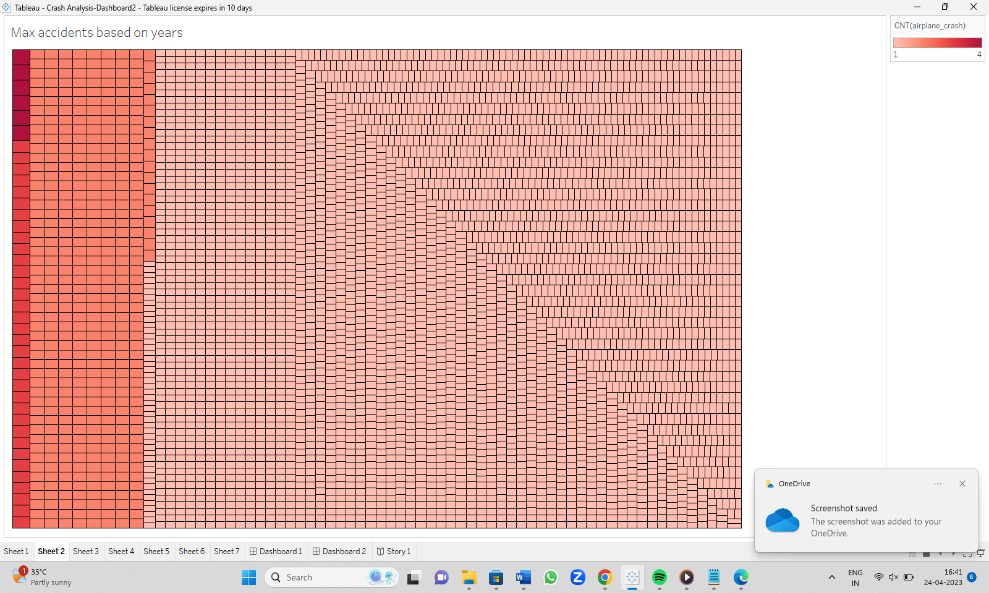 Tableau - Crash Analysis-Dashboard2 - Tableau license expires in 10 days
Max accidents based on years
CNT(airplane_crash)
1 4
OneDrive
Screenshot saved
The screenshot was added to your
OneDrive.
Sheet 1 Sheet 2 Sheet 3 Sheet 4 Sheet 5 Sheet 6 Sheet 7 Dashboard 1 Dashboard 2 Story 1
1
35°C
Partly sunny
Search
ENG
IN
16:41
24-04-2023
6